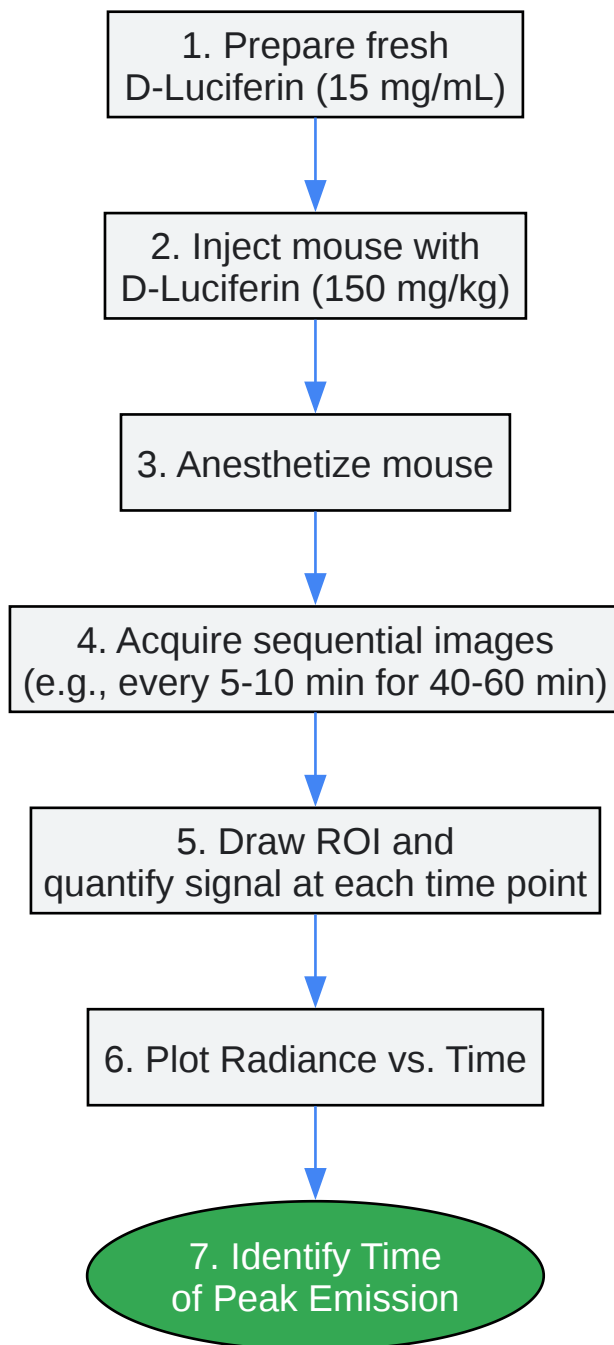 1. Prepare fresh
D-Luciferin (15 mg/mL)
2. Inject mouse with
D-Luciferin (150 mg/kg)
3. Anesthetize mouse
4. Acquire sequential images
(e.g., every 5-10 min for 40-60 min)
5. Draw ROI and
quantify signal at each time point
6. Plot Radiance vs. Time
7. Identify Time
of Peak Emission